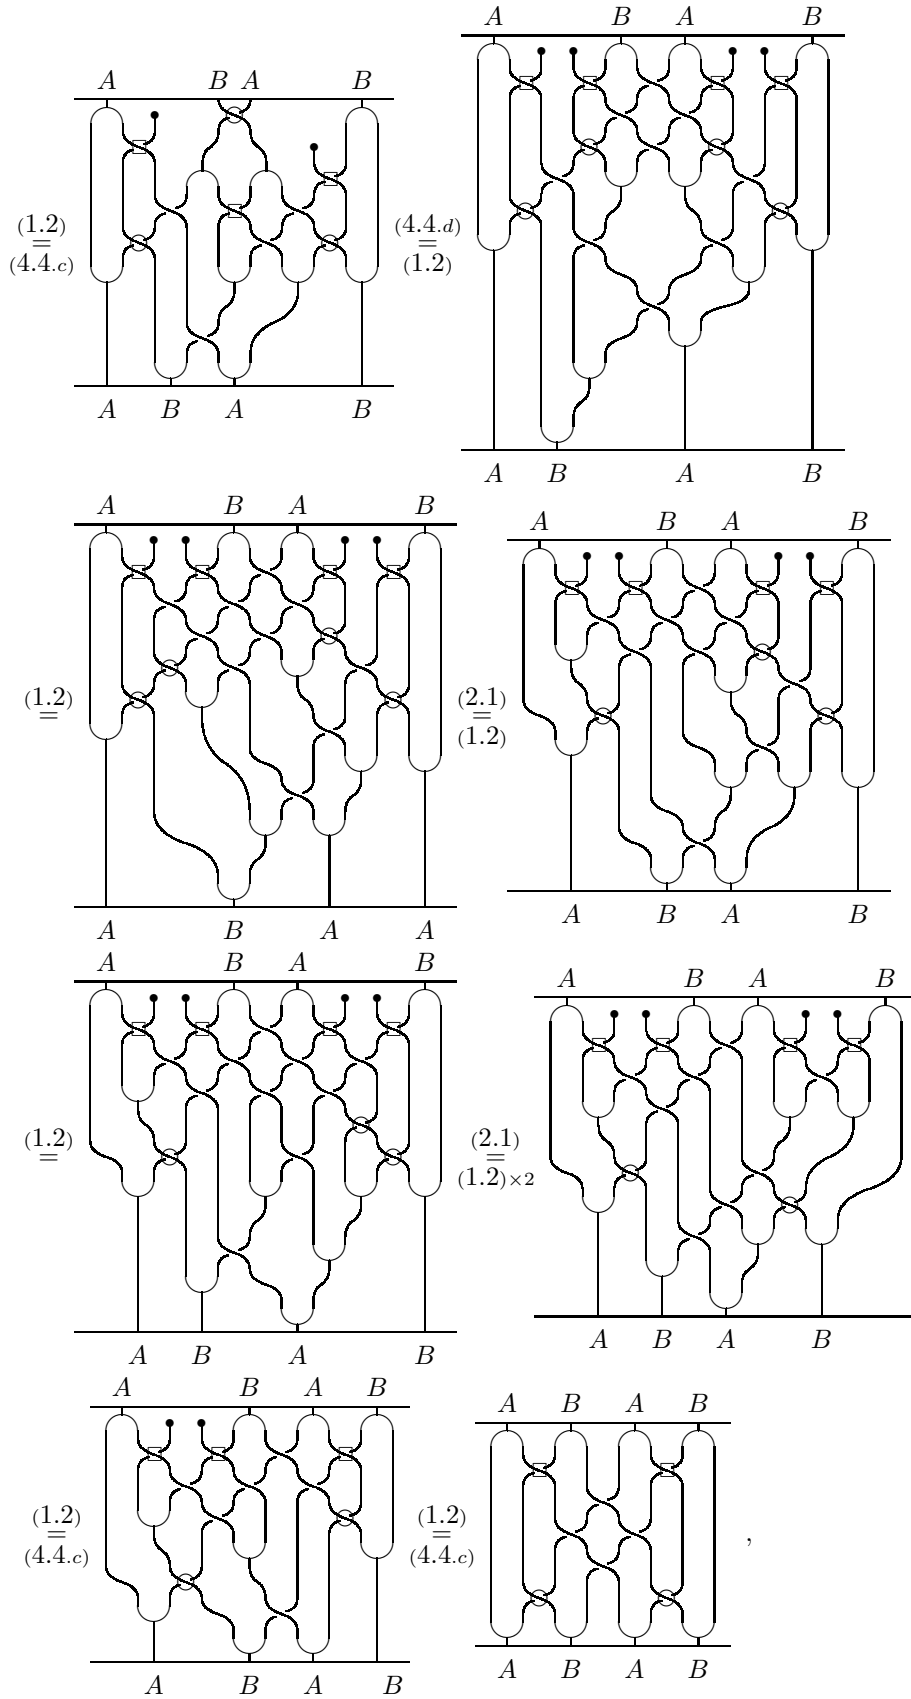 A B A B
A B A B
(1.2)
=
(4.4.c)
(4.4.d)
=
(1.2)
A B A B
A B A B
A B A B
A B A B
(1.2)
=
(2.1)
=
(1.2)
A B A A
A B A B
A B A B
A B A B
(1.2)
=
(2.1)
=
(1.2)×2
A B A B
A B A B
A B A B
A B A B
(1.2)
=
(4.4.c)
(1.2)
=
(4.4.c)
,
A B A B
A B A B